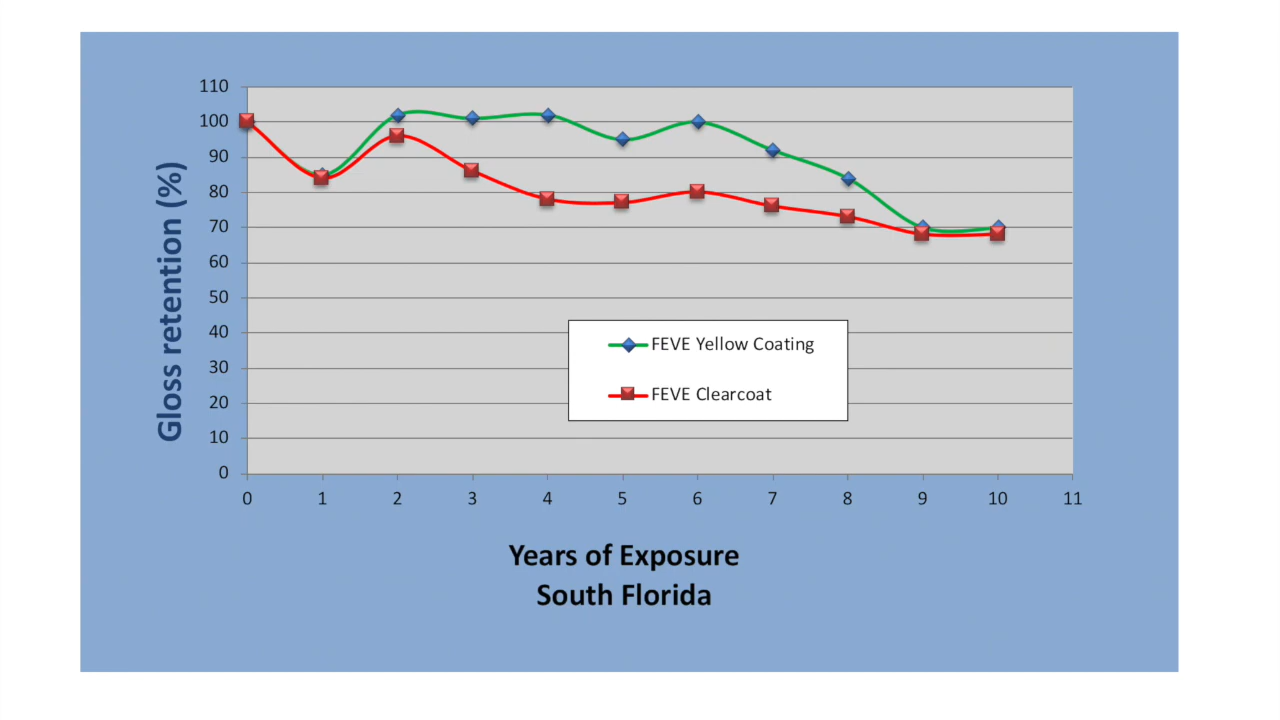 110
100
90
80
70
60
50
40
30
20
10
0
Gloss retention (%)
FEVE Yellow Coating
FEVE Clearcoat
0 1 2 3 4 5 6 7 8 9 10 11
Years of Exposure
South Florida